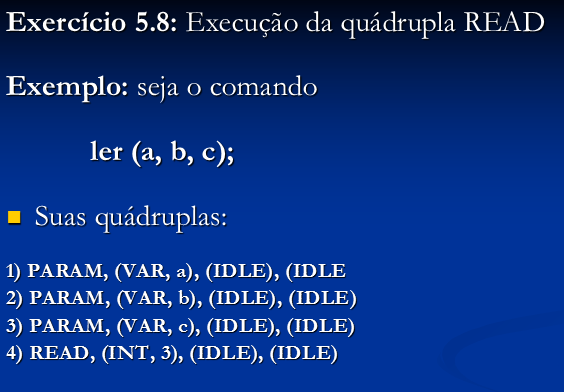 Exercício 5.8: Execução da quádrupla READ
Exemplo: seja o comando
ler (a, b, c);
Suas quádruplas:
1) PARAM, (VAR, a), (IDLE), (IDLE
2) PARAM, (VAR, b), (IDLE), (IDLE)
3) PARAM, (VAR, c), (IDLE), (IDLE)
4) READ, (INT, 3), (IDLE), (IDLE)